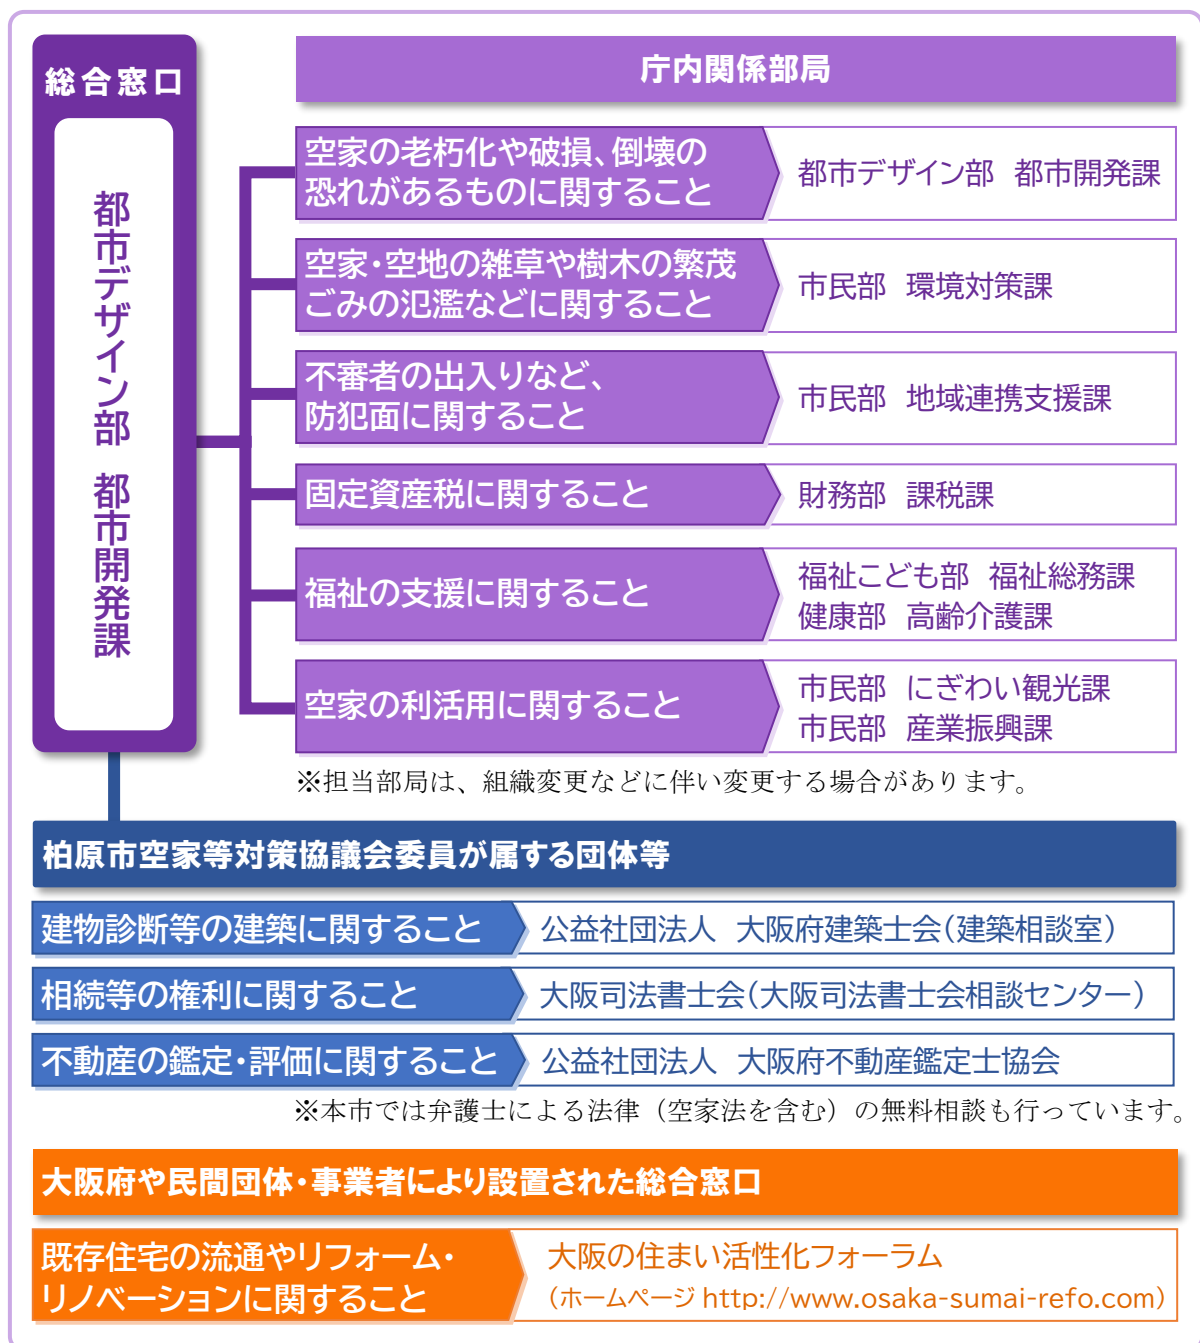 総合窓口
都市デザイン部 都市開発課
庁内関係部局
空家の老朽化や破損、倒壊の
恐れがあるものに関すること
都市デザイン部 都市開発課
空家・空地の雑草や樹木の繁茂
ごみの氾濫などに関すること
市民部 環境対策課
不審者の出入りなど、
防犯面に関すること
市民部 地域連携支援課
固定資産税に関すること
財務部 課税課
福祉の支援に関すること
福祉こども部 福祉総務課
健康部 高齢介護課
空家の利活用に関すること
市民部 にぎわい観光課
市民部 産業振興課
※担当部局は、組織変更などに伴い変更する場合があります。
柏原市空家等対策協議会委員が属する団体等
建物診断等の建築に関すること
公益社団法人 大阪府建築士会(建築相談室)
相続等の権利に関すること
大阪司法書士会(大阪司法書士会相談センター)
不動産の鑑定・評価に関すること
公益社団法人 大阪府不動産鑑定士協会
※本市では弁護士による法律（空家法を含む）の無料相談も行っています。
大阪府や民間団体・事業者により設置された総合窓口
既存住宅の流通やリフォーム・
リノベーションに関すること
大阪の住まい活性化フォーラム
(ホームページ http://www.osaka-sumai-refo.com)